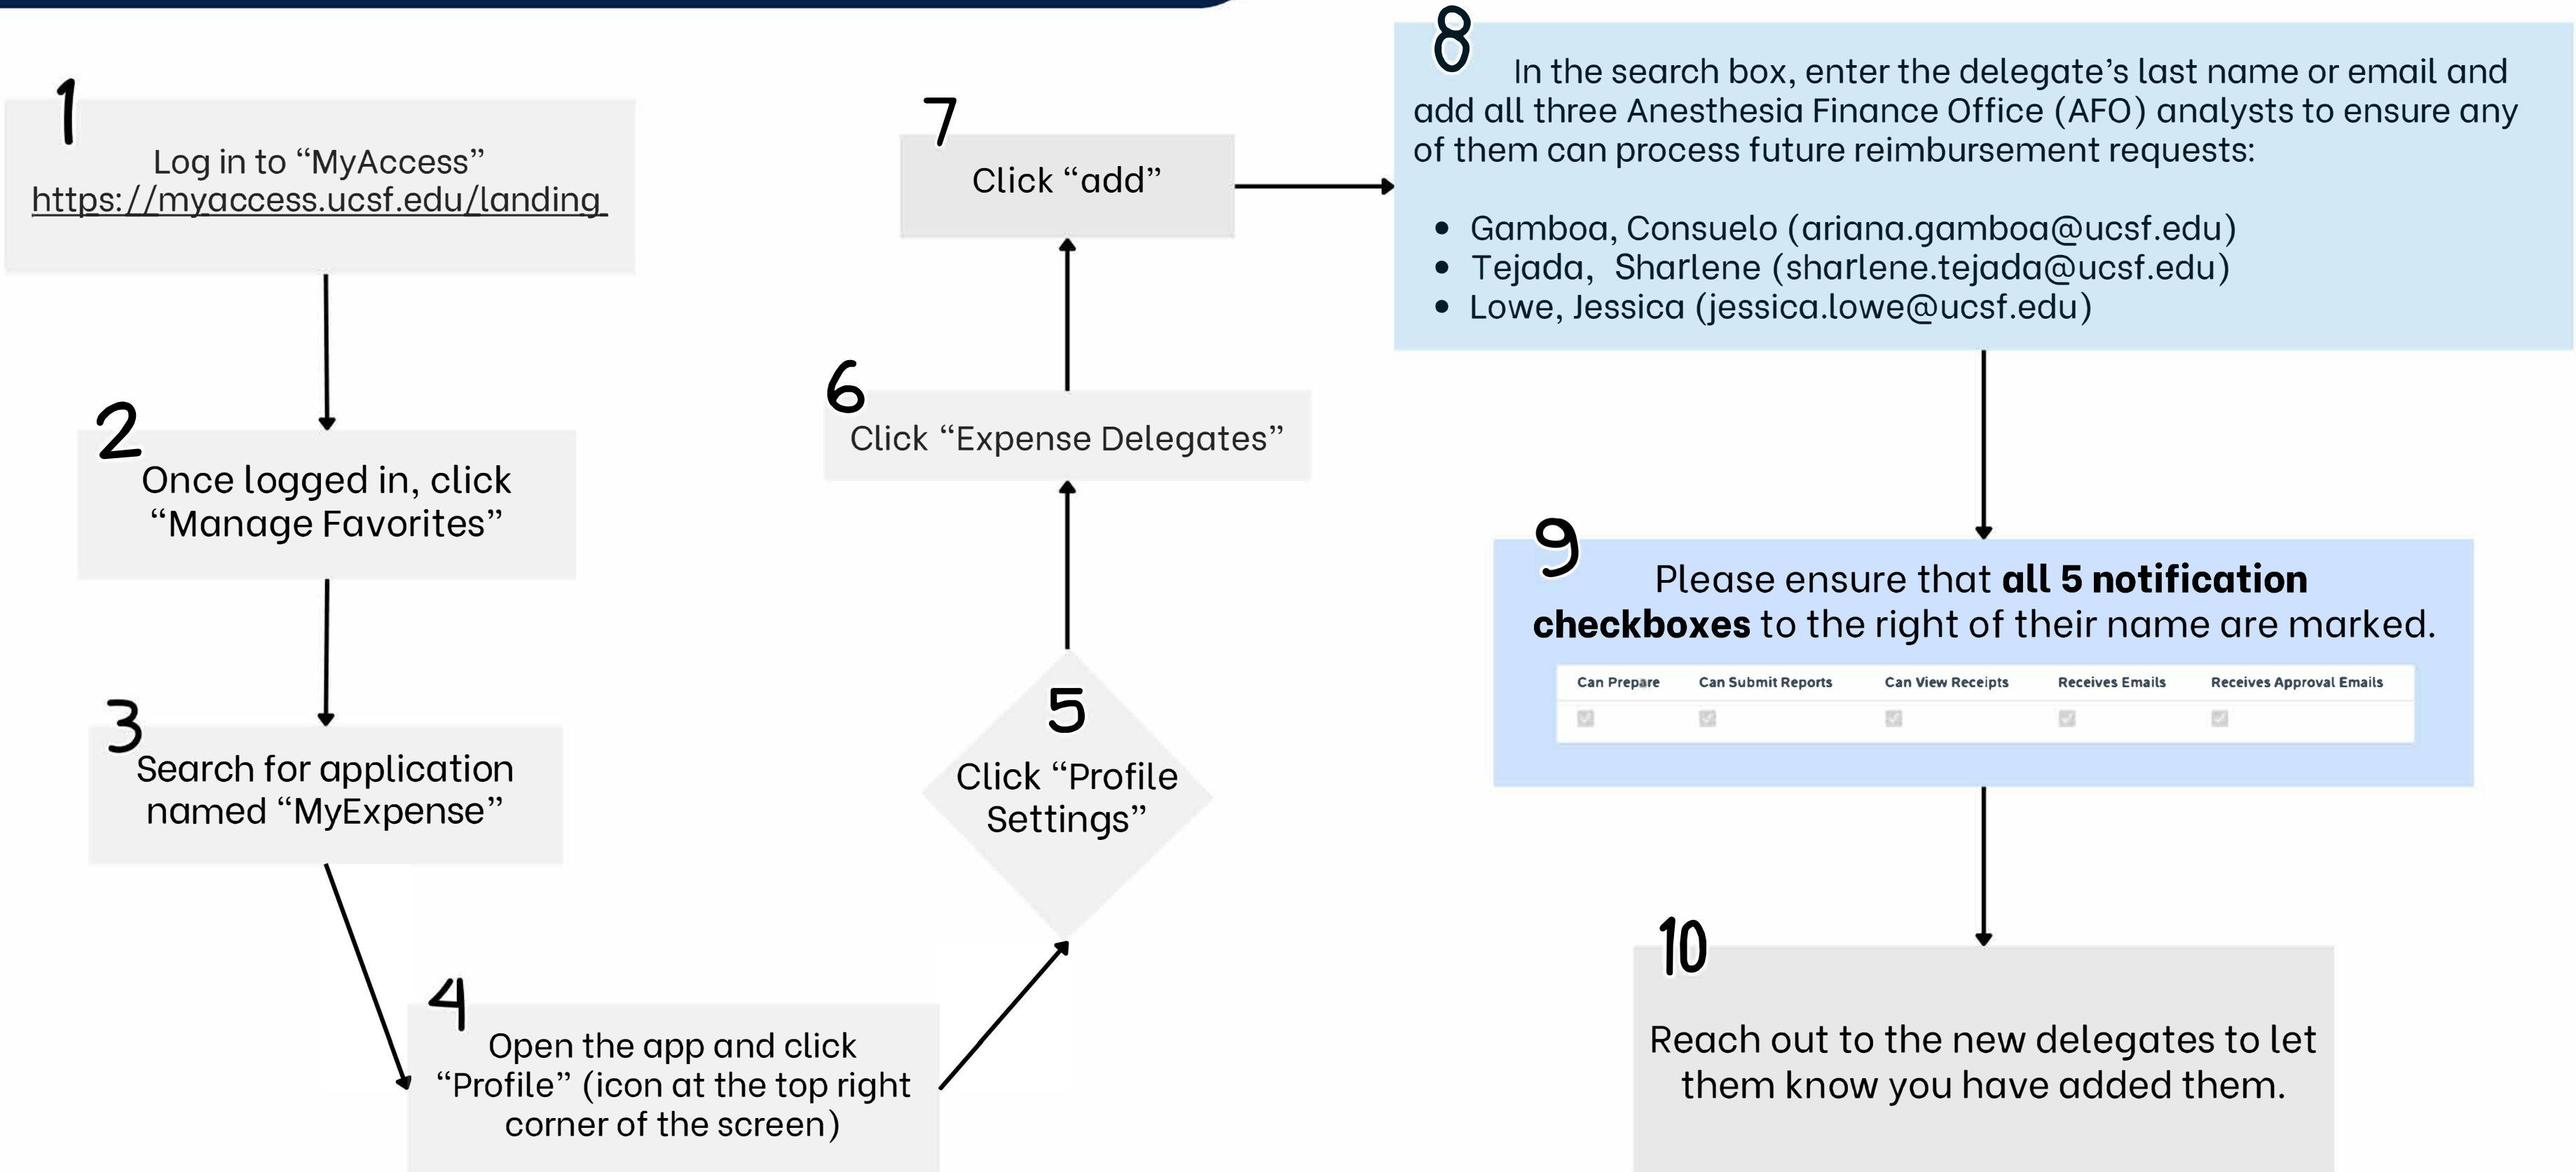 1
Log in to “MyAccess”
https://myaccess.ucsf.edu/landing
2
Once logged in, click
“Manage Favorites”
3
Search for application
named “MyExpense”
4
Open the app and click
“Profile” (icon at the top right
corner of the screen)
5
Click “Profile
Settings”
6
Click “Expense Delegates”
7
Click “add”
8
In the search box, enter the delegate’s last name or email and
add all three Anesthesia Finance Office (AFO) analysts to ensure any
of them can process future reimbursement requests:
• Gamboa, Consuelo (ariana.gamboa@ucsf.edu)
• Tejada, Sharlene (sharlene.tejada@ucsf.edu)
• Lowe, Jessica (jessica.lowe@ucsf.edu)
9
Please ensure that all 5 notification
checkboxes to the right of their name are marked.
Can Prepare Can Submit Reports Can View Receipts Receives Emails Receives Approval Emails
10
Reach out to the new delegates to let
them know you have added them.